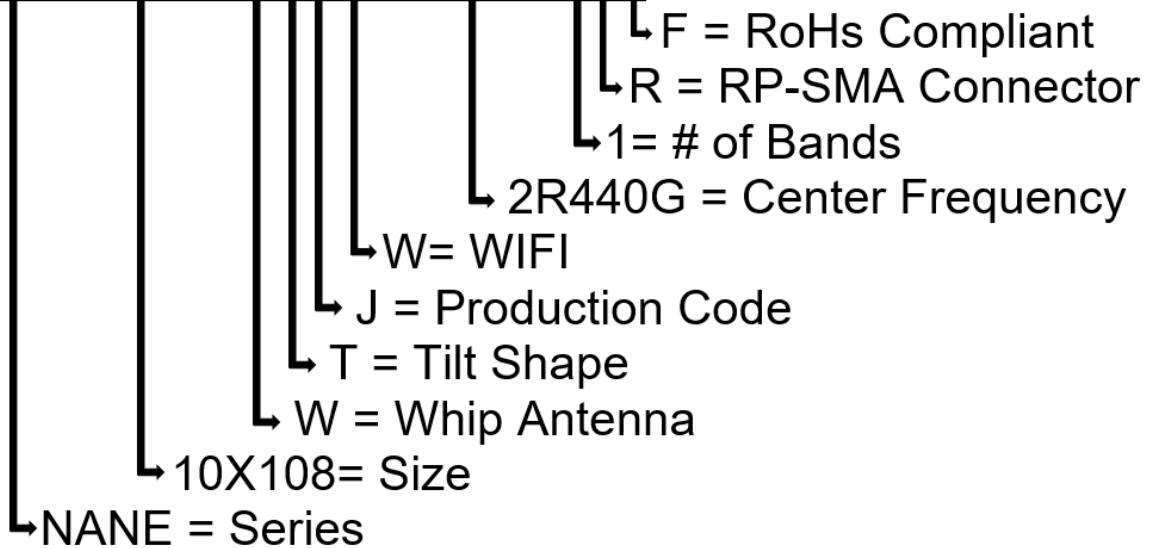 F = RoHs Compliant
R = RP-SMA Connector
1= # of Bands
2R440G = Center Frequency
W= WIFI
J = Production Code
T = Tilt Shape
W = Whip Antenna
10X108= Size
NANE = Series